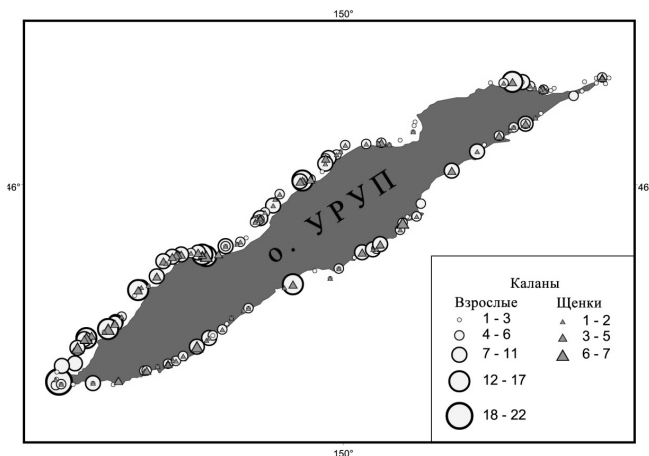 150°
46°
46
о. УРУП
Каланы
Взрослые Щенки
1 - 3 1 - 2
4 - 6 3 - 5
7 - 11 6 - 7
12 - 17
18 - 22
150°